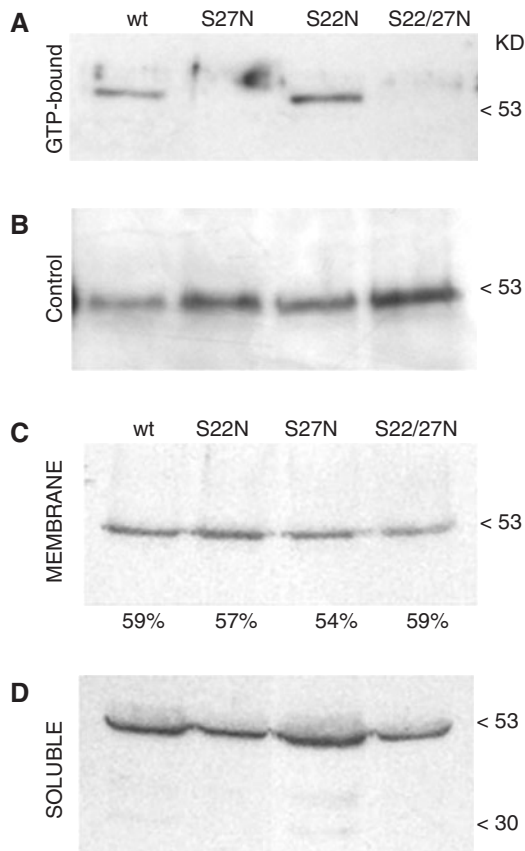 A
wt S27N S22N S22/27N
KD
GTP-bound
< 53
B
Control
< 53
C
wt S22N S27N S22/27N
MEMBRANE
< 53
59% 57% 54% 59%
D
SOLUBLE
< 53
< 30